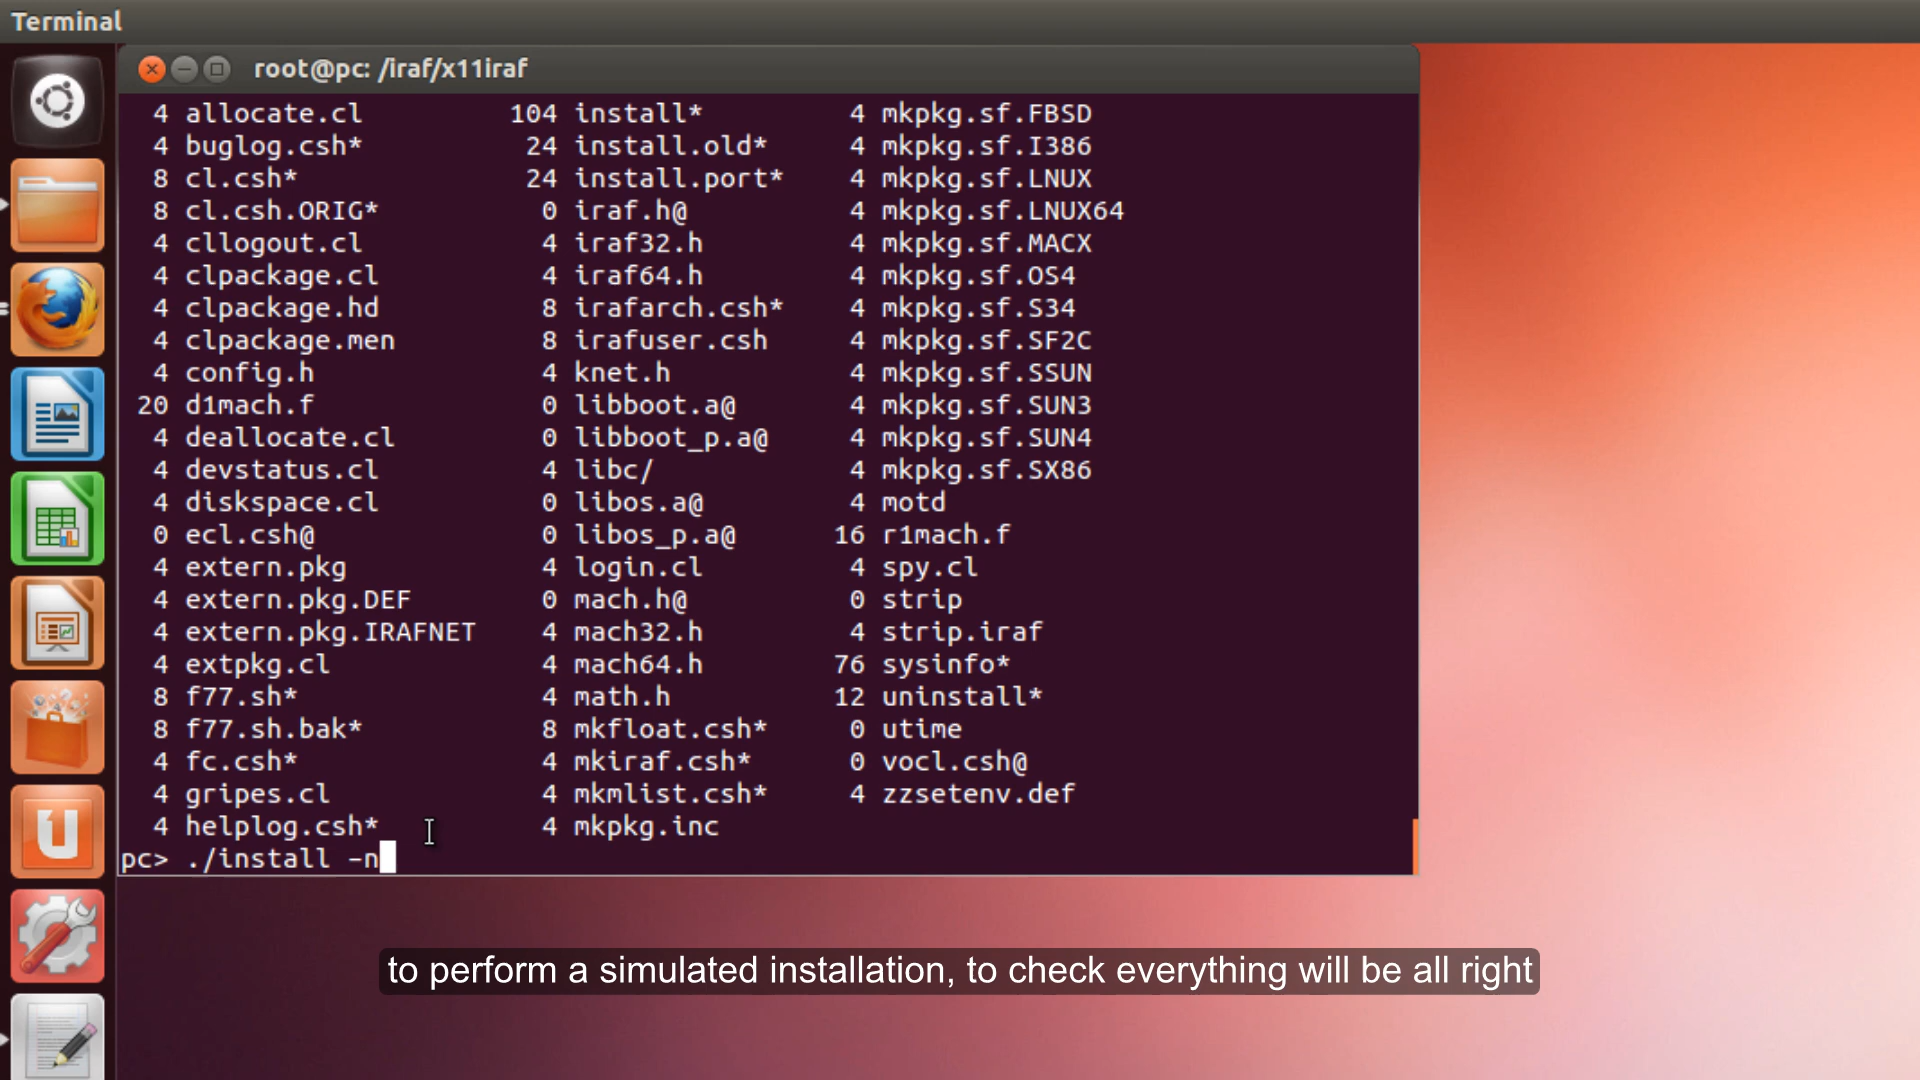 Terminal
root@pc: /iraf/x11iraf
4 allocate.cl 104 install* 4 mkpkg.sf.FBSD
4 buglog.csh* 24 install.old* 4 mkpkg.sf.I386
8 cl.csh* 24 install.port* 4 mkpkg.sf.LNUX
8 cl.csh.ORIG* 0 iraf.h@ 4 mkpkg.sf.LNUX64
4 cllogout.cl 4 iraf32.h 4 mkpkg.sf.MACX
4 clpackage.cl 4 iraf64.h 4 mkpkg.sf.OS4
4 clpackage.hd 8 irafarch.csh* 4 mkpkg.sf.S34
4 clpackage.men 8 irafuser.csh 4 mkpkg.sf.SF2C
4 config.h 4 knet.h 4 mkpkg.sf.SSUN
20 d1mach.f 0 libboot.a@ 4 mkpkg.sf.SUN3
4 deallocate.cl 0 libboot_p.a@ 4 mkpkg.sf.SUN4
4 devstatus.cl 4 libc/ 4 mkpkg.sf.SX86
4 diskspace.cl 0 libos.a@ 4 motd
0 ecl.csh@ 0 libos_p.a@ 16 r1mach.f
4 extern.pkg 4 login.cl 4 spy.cl
4 extern.pkg.DEF 0 mach.h@ 0 strip
4 extern.pkg.IRAFNET 4 mach32.h 4 strip.iraf
4 extpkg.cl 4 mach64.h 76 sysinfo*
8 f77.sh* 4 math.h 12 uninstall*
8 f77.sh.bak* 8 mkfloat.csh* 0 utime
4 fc.csh* 4 mkiraf.csh* 0 vocl.csh@
4 gripes.cl 4 mkmlist.csh* 4 zzsetenv.def
4 helplog.csh* 4 mkpkg.inc
pc> ./install -n
to perform a simulated installation, to check everything will be all right